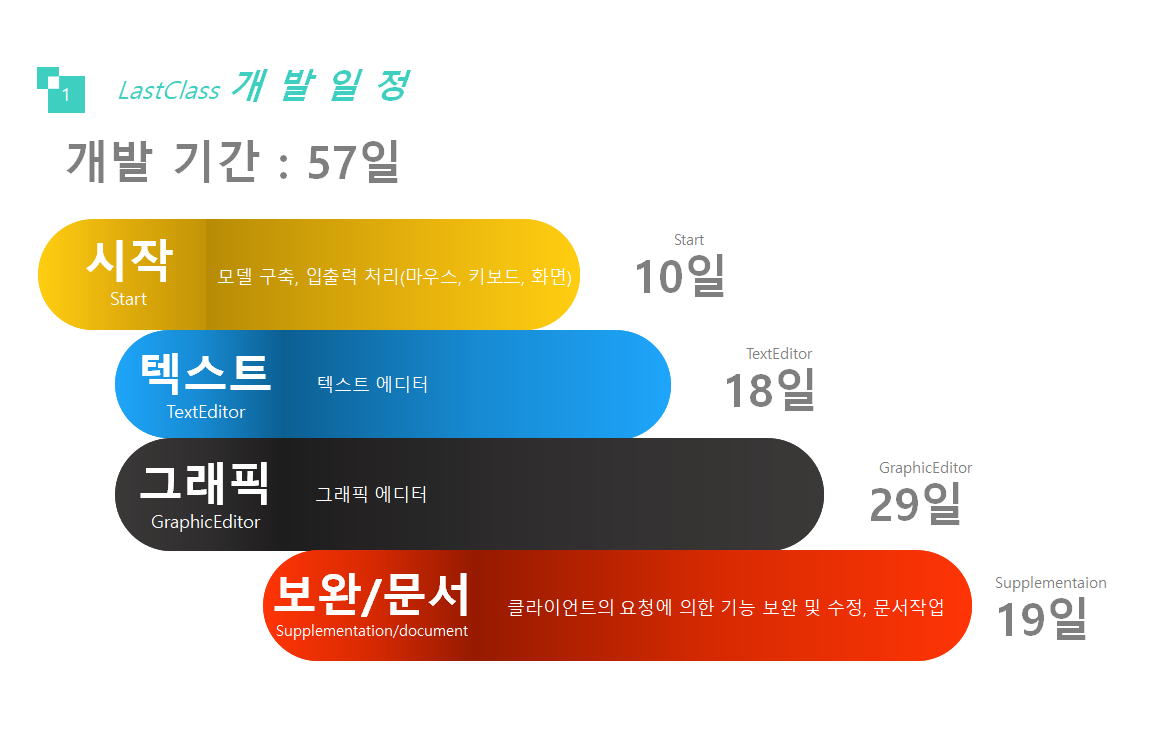 1
LastClass 개 발 일 정
개발 기간 : 57일
시작
Start
모델 구축, 입출력 처리(마우스, 키보드, 화면)
Start
10일
텍스트
TextEditor
텍스트 에디터
TextEditor
18일
그래픽
GraphicEditor
그래픽 에디터
GraphicEditor
29일
보완/문서
Supplementation/document
클라이언트의 요청에 의한 기능 보완 및 수정, 문서작업
Supplementaion
19일